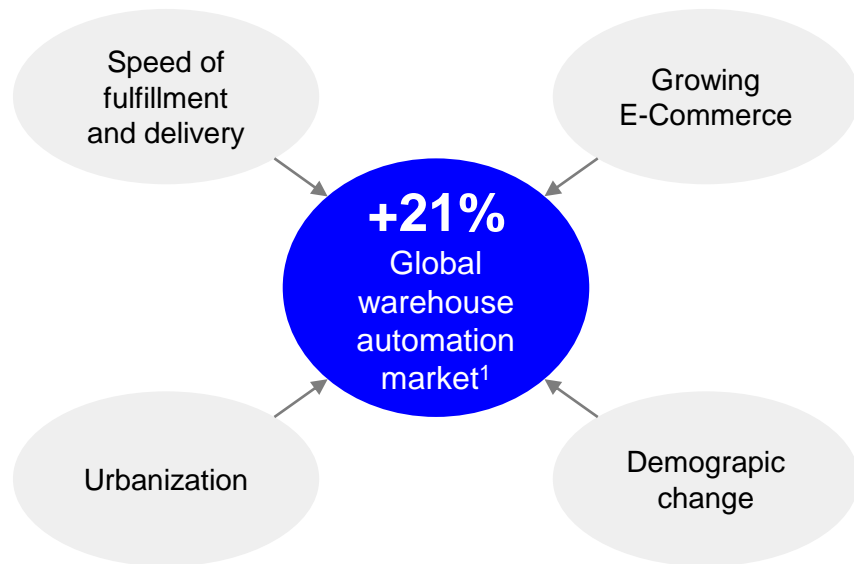 Speed of
fulfillment
and delivery
Growing
E-Commerce
+21%
Global
warehouse
automation
market¹
Urbanization
Demograpic
change